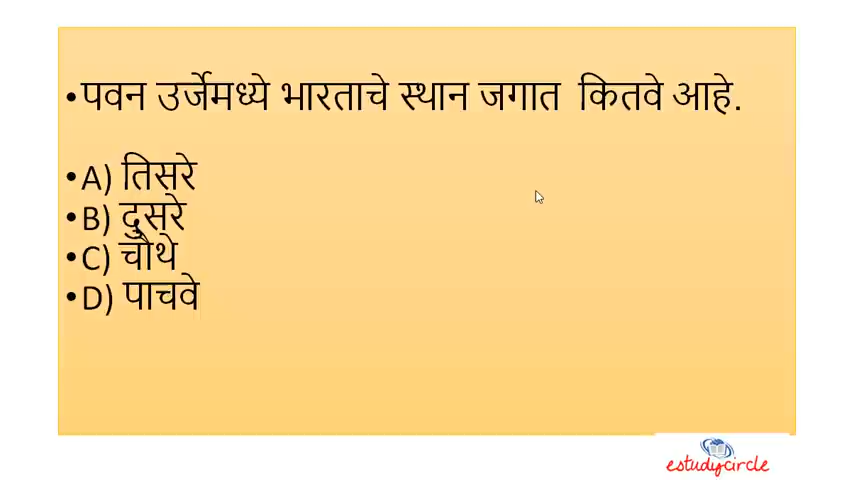 •पवन उर्जेमध्ये भारताचे स्थान जगात  कितवे आहे.
•A) तिसरे
•B) दुसरे
•C) चौथे
•D) पाचवे
estudycircle